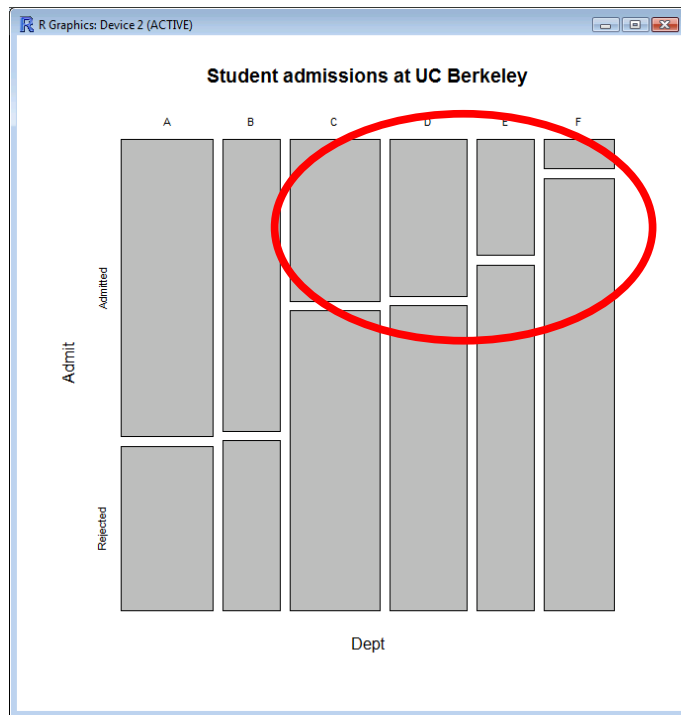 R Graphics: Device 2 (ACTIVE)
Student admissions at UC Berkeley
A B C D E F
Admitted
Admit
Rejected
Dept